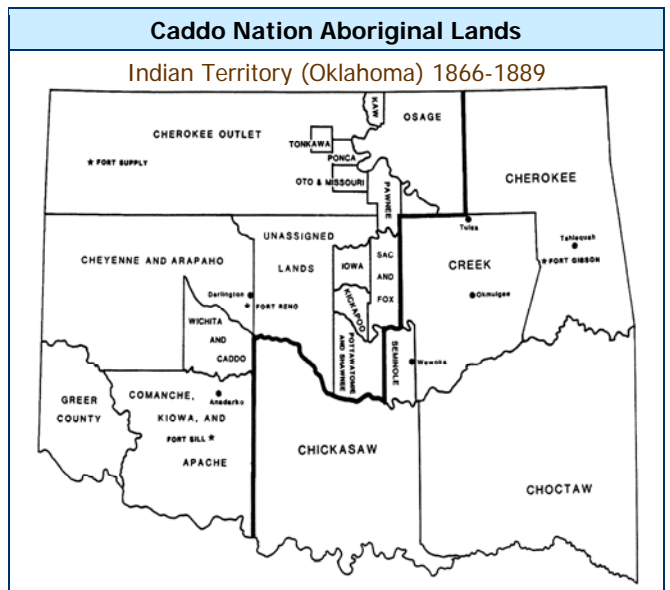 Caddo Nation Aboriginal Lands
Indian Territory (Oklahoma) 1866-1889
KAW
OSAGE
CHEROKEE OUTLET
TONKAWA
PONCA
FORT SUPPLY
OTO & MISSOURI
PAWNEE
CHEROKEE
Tulsa
UNASSIGNED
LANDS
Tahlequah
FORT GIBSON
CHEYENNE AND ARAPAHO
IOWA
SAC
AND
FOX
CREEK
Okmulgee
Darlington
FORT RENO
KICKAPOO
WICHITA
AND
CADDO
POTTAWATOMIE
AND SHAWNEE
SEMINOLE
Wewoka
GREER
COUNTY
COMANCHE,
KIOWA, AND
APACHE
Anadarko
FORT SILL
CHICKASAW
CHOCTAW